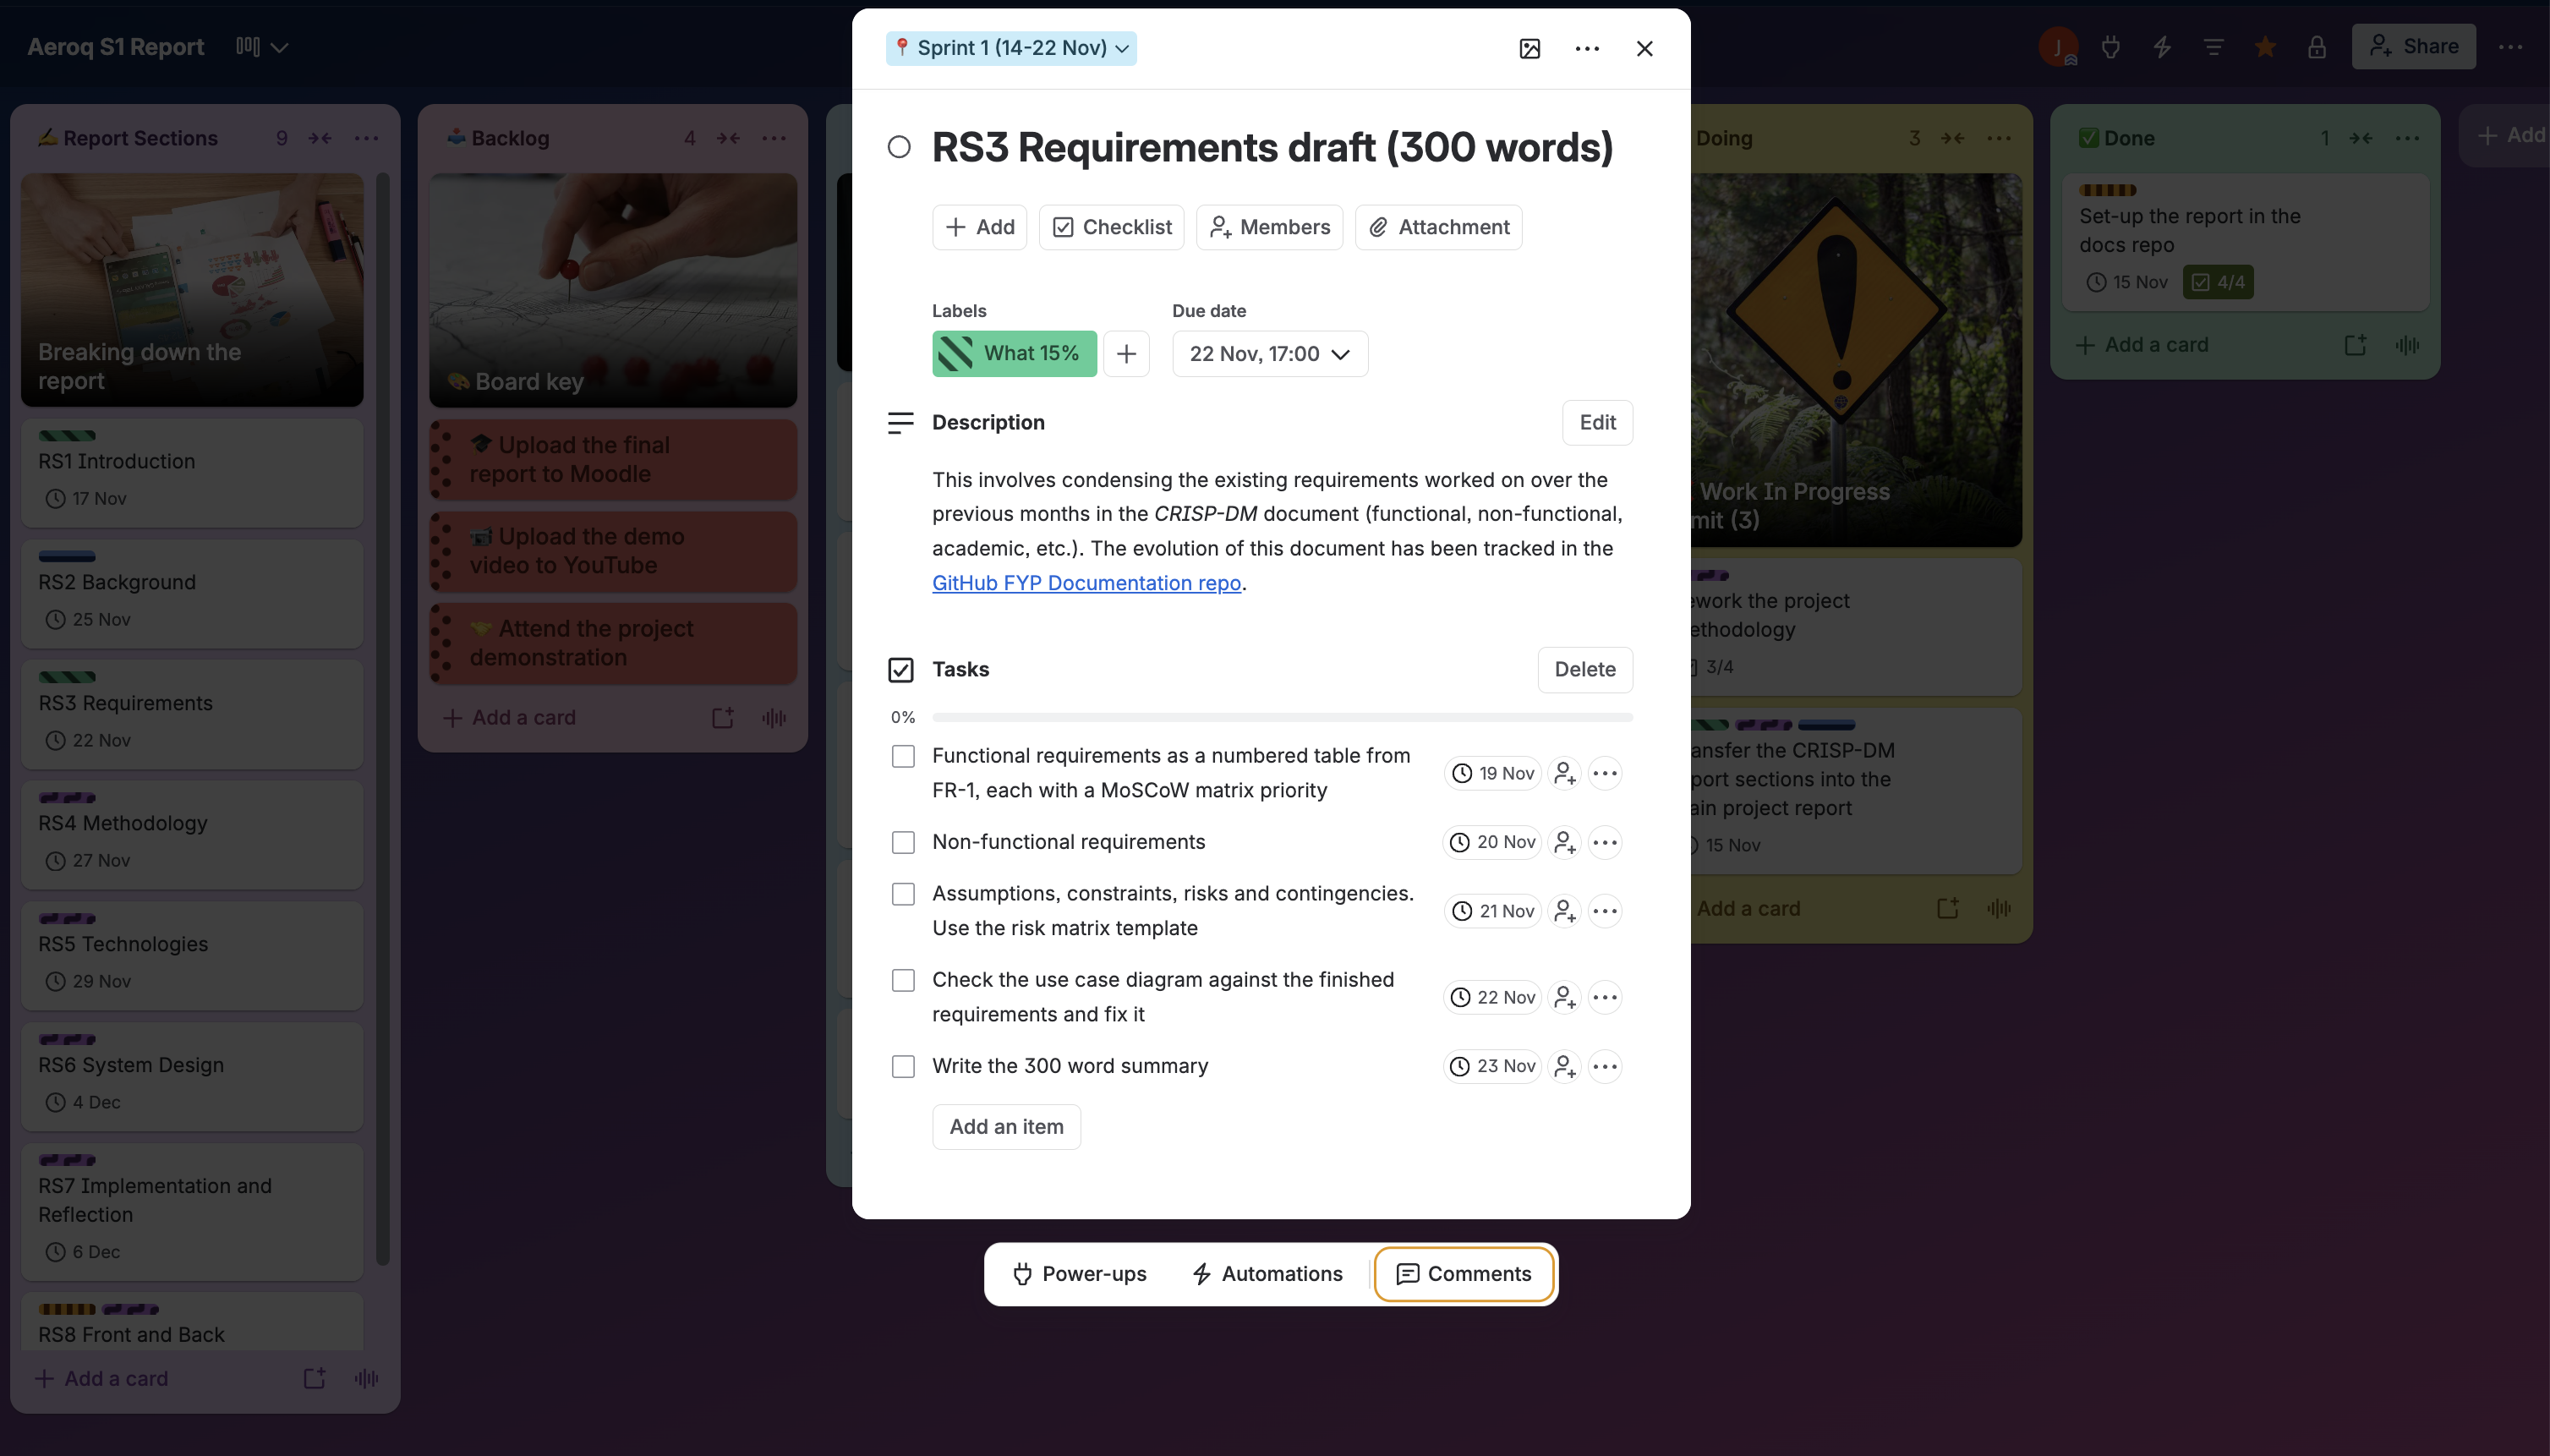 Aeroq S1 Report
J
Share
Report Sections 9
Breaking down the
report
RS1 Introduction
17 Nov
RS2 Background
25 Nov
RS3 Requirements
22 Nov
RS4 Methodology
27 Nov
RS5 Technologies
29 Nov
RS6 System Design
4 Dec
RS7 Implementation and
Reflection
6 Dec
RS8 Front and Back
Add a card
Backlog 4
Board key
Upload the final
report to Moodle
Upload the demo
video to YouTube
Attend the project
demonstration
Add a card
Sprint 1 (14-22 Nov)
RS3 Requirements draft (300 words)
Add
Checklist
Members
Attachment
Labels
What 15%
Due date
22 Nov, 17:00
Description
Edit
This involves condensing the existing requirements worked on over the
previous months in the CRISP-DM document (functional, non-functional,
academic, etc.). The evolution of this document has been tracked in the
GitHub FYP Documentation repo.
Tasks
Delete
0%
Functional requirements as a numbered table from
FR-1, each with a MoSCoW matrix priority
19 Nov
Non-functional requirements
20 Nov
Assumptions, constraints, risks and contingencies.
Use the risk matrix template
21 Nov
Check the use case diagram against the finished
requirements and fix it
22 Nov
Write the 300 word summary
23 Nov
Add an item
Power-ups
Automations
Comments
Doing 3
Work In Progress
mit (3)
ework the project
ethodology
3/4
ansfer the CRISP-DM
port sections into the
ain project report
15 Nov
Add a card
Done 1
Set-up the report in the
docs repo
15 Nov
4/4
Add a card
Add